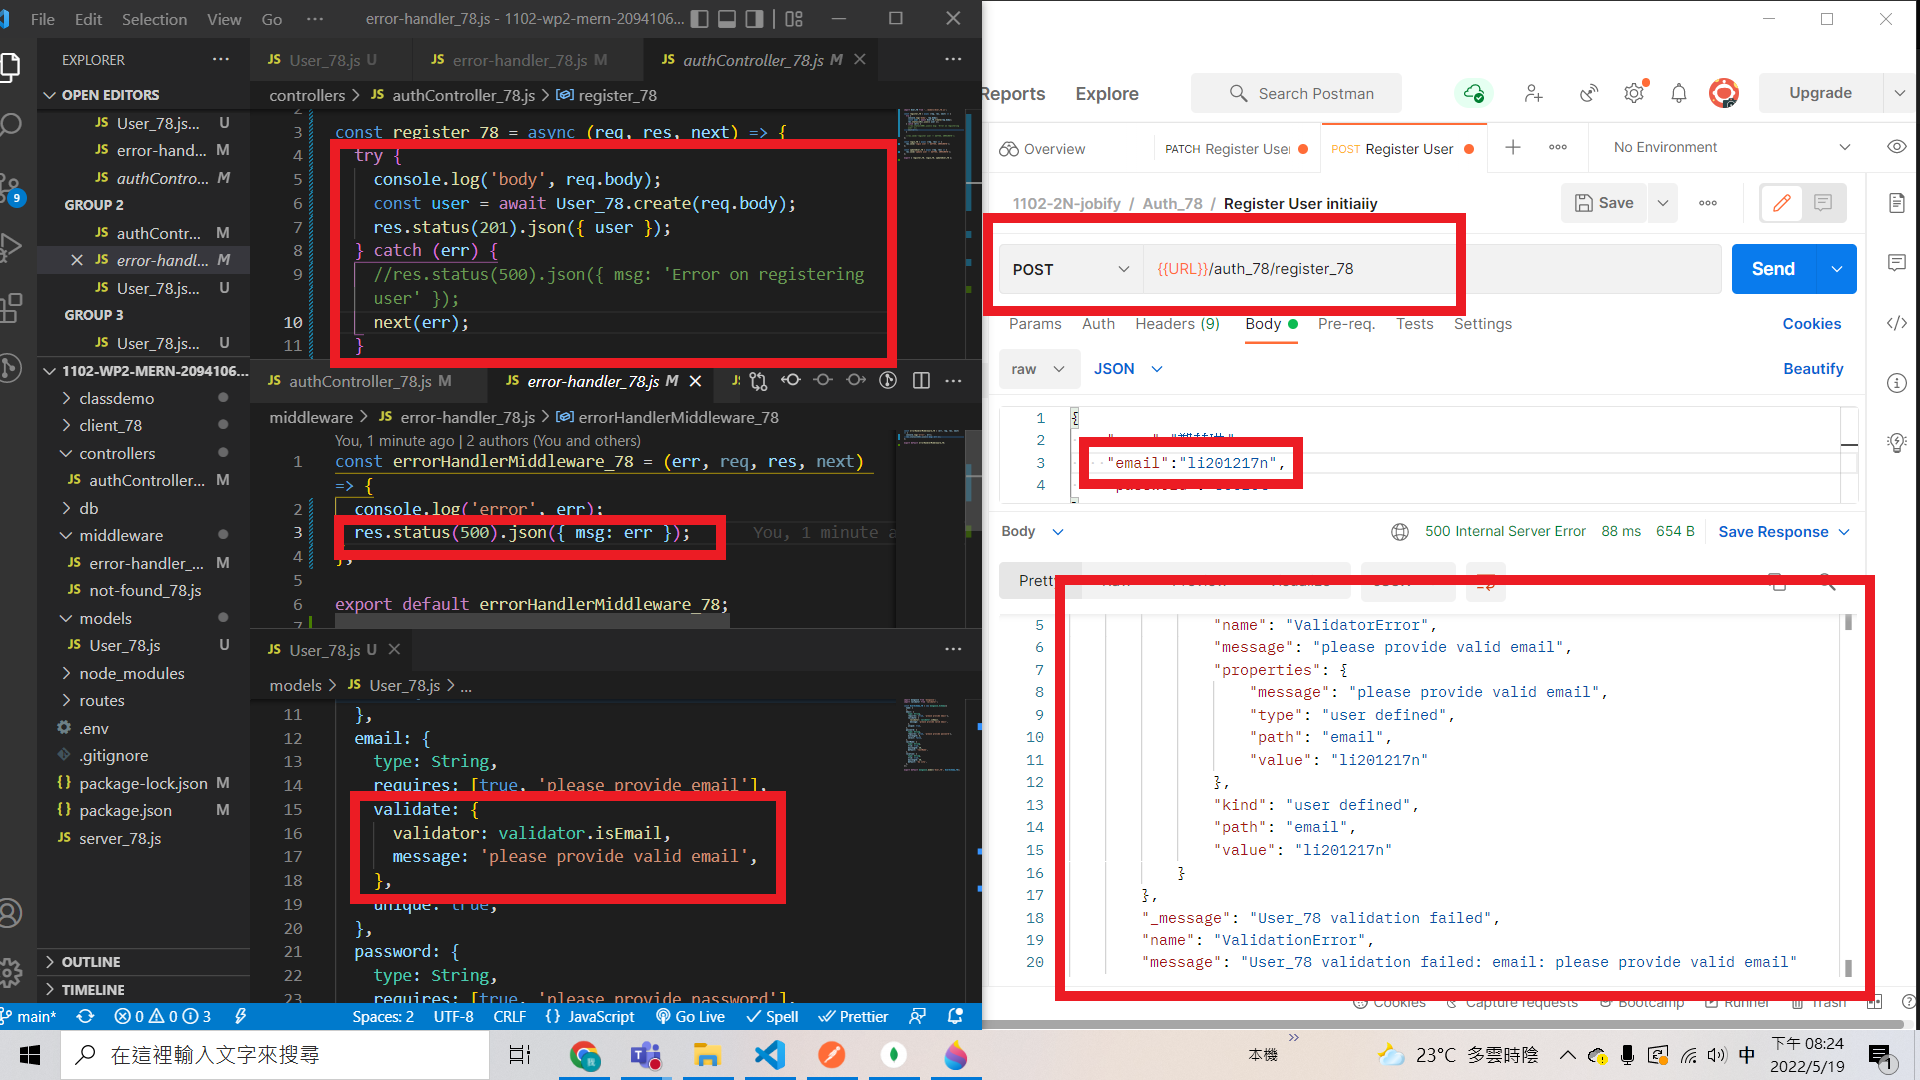 File Edit Selection View Go ···
error-handler_78.js - 1102-wp2-mern-2094106...
EXPLORER
OPEN EDITORS
JS User_78.js... U
JS error-hand... M
JS authContro... M
GROUP 2
JS authContr... M
JS error-handl... M
JS User_78.js... U
GROUP 3
JS User_78.js... U
1102-WP2-MERN-2094106...
classdemo
client_78
controllers
JS authController... M
db
middleware
JS error-handler_... M
JS not-found_78.js
models
JS User_78.js U
node_modules
routes
.env
.gitignore
{} package-lock.json M
{} package.json M
JS server_78.js
OUTLINE
TIMELINE
9
JS User_78.js U
JS error-handler_78.js M
JS authController_78.js M
controllers > JS authController_78.js > register_78
2
3 const register_78 = async (req, res, next) => {
4 try {
5 console.log('body', req.body);
6 const user = await User_78.create(req.body);
7 res.status(201).json({ user });
8 } catch (err) {
9 //res.status(500).json({ msg: 'Error on registering
user' });
10 next(err);
11 }
JS authController_78.js M
JS error-handler_78.js M
middleware > JS error-handler_78.js > errorHandlerMiddleware_78
You, 1 minute ago | 2 authors (You and others)
1 const errorHandlerMiddleware_78 = (err, req, res, next)
=> {
2 console.log('error', err);
3 res.status(500).json({ msg: err }); You, 1 minute a
4 };
5
6 export default errorHandlerMiddleware_78;
7
JS User_78.js U
models > JS User_78.js > ...
11 },
12 email: {
13 type: String,
14 requires: [true, 'please provide email'],
15 validate: {
16 validator: validator.isEmail,
17 message: 'please provide valid email',
18 },
19 unique: true,
20 },
21 password: {
22 type: String,
23 requires: [true, 'please provide password'],
main* 0 0 3 Spaces: 2 UTF-8 CRLF {} JavaScript Go Live Spell Prettier
Reports Explore Search Postman Upgrade
Overview PATCH Register User POST Register User No Environment
1102-2N-jobify / Auth_78 / Register User initiaiiy Save
POST {{URL}}/auth_78/register_78 Send
Params Auth Headers (9) Body Pre-req. Tests Settings Cookies
raw JSON Beautify
1 {
2
3 "email":"li201217n",
4
Body 500 Internal Server Error 88 ms 654 B Save Response
Pretty
5 "name": "ValidatorError",
6 "message": "please provide valid email",
7 "properties": {
8 "message": "please provide valid email",
9 "type": "user defined",
10 "path": "email",
11 "value": "li201217n"
12 },
13 "kind": "user defined",
14 "path": "email",
15 "value": "li201217n"
16 }
17 },
18 "_message": "User_78 validation failed",
19 "name": "ValidationError",
20 "message": "User_78 validation failed: email: please provide valid email"
Cookies Capture requests Bootcamp Runner Trash
在這裡輸入文字來搜尋
本機
23°C 多雲時陰
中
下午 08:24
2022/5/19
1